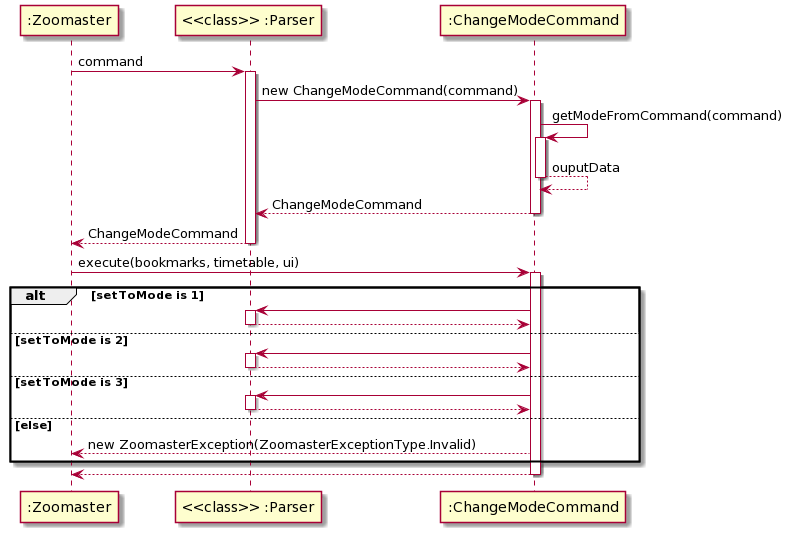 :Zoomaster
<<class>> :Parser
:ChangeModeCommand
command
new ChangeModeCommand(command)
getModeFromCommand(command)
ouputData
ChangeModeCommand
ChangeModeCommand
execute(bookmarks, timetable, ui)
alt
[setToMode is 1]
[setToMode is 2]
[setToMode is 3]
[else]
new ZoomasterException(ZoomasterExceptionType.Invalid)
:Zoomaster
<<class>> :Parser
:ChangeModeCommand